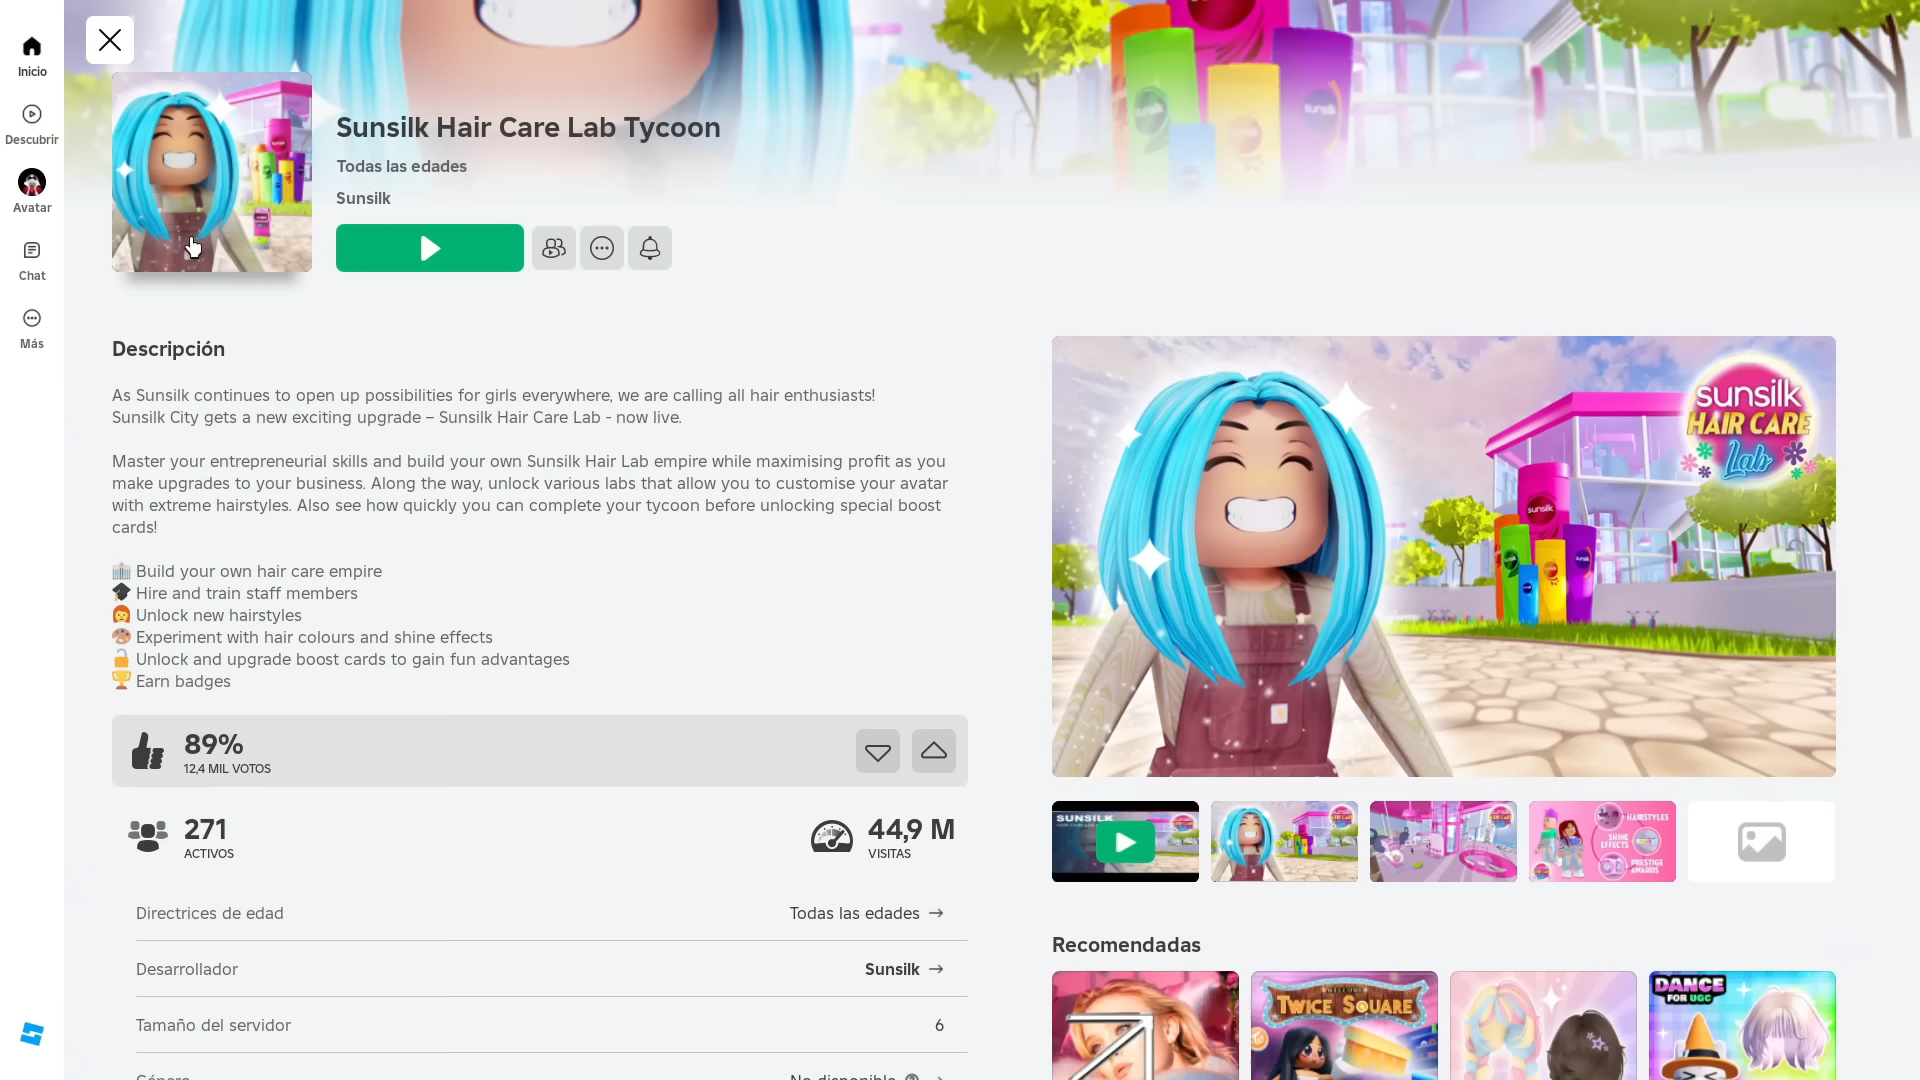 Inicio
Descubrir
Avatar
Chat
Más
Sunsilk Hair Care Lab Tycoon
Todas las edades
Sunsilk
Descripción
As Sunsilk continues to open up possibilities for girls everywhere, we are calling all hair enthusiasts!
Sunsilk City gets a new exciting upgrade – Sunsilk Hair Care Lab - now live.
Master your entrepreneurial skills and build your own Sunsilk Hair Lab empire while maximising profit as you
make upgrades to your business. Along the way, unlock various labs that allow you to customise your avatar
with extreme hairstyles. Also see how quickly you can complete your tycoon before unlocking special boost
cards!
Build your own hair care empire
Hire and train staff members
Unlock new hairstyles
Experiment with hair colours and shine effects
Unlock and upgrade boost cards to gain fun advantages
Earn badges
89%
12,4 MIL VOTOS
271
ACTIVOS
44,9 M
VISITAS
Directrices de edad
Todas las edades
Desarrollador
Sunsilk
Tamaño del servidor
6
Género
No disponible
sunsilk
HAIR CARE
Lab
sunsilk
SUNSILK
HAIRSTYLES
SHINE
EFFECTS
PRESTIGE
AWARDS
Recomendadas
WELCOME
TWICE SQUARE
DANCE
FOR UGC